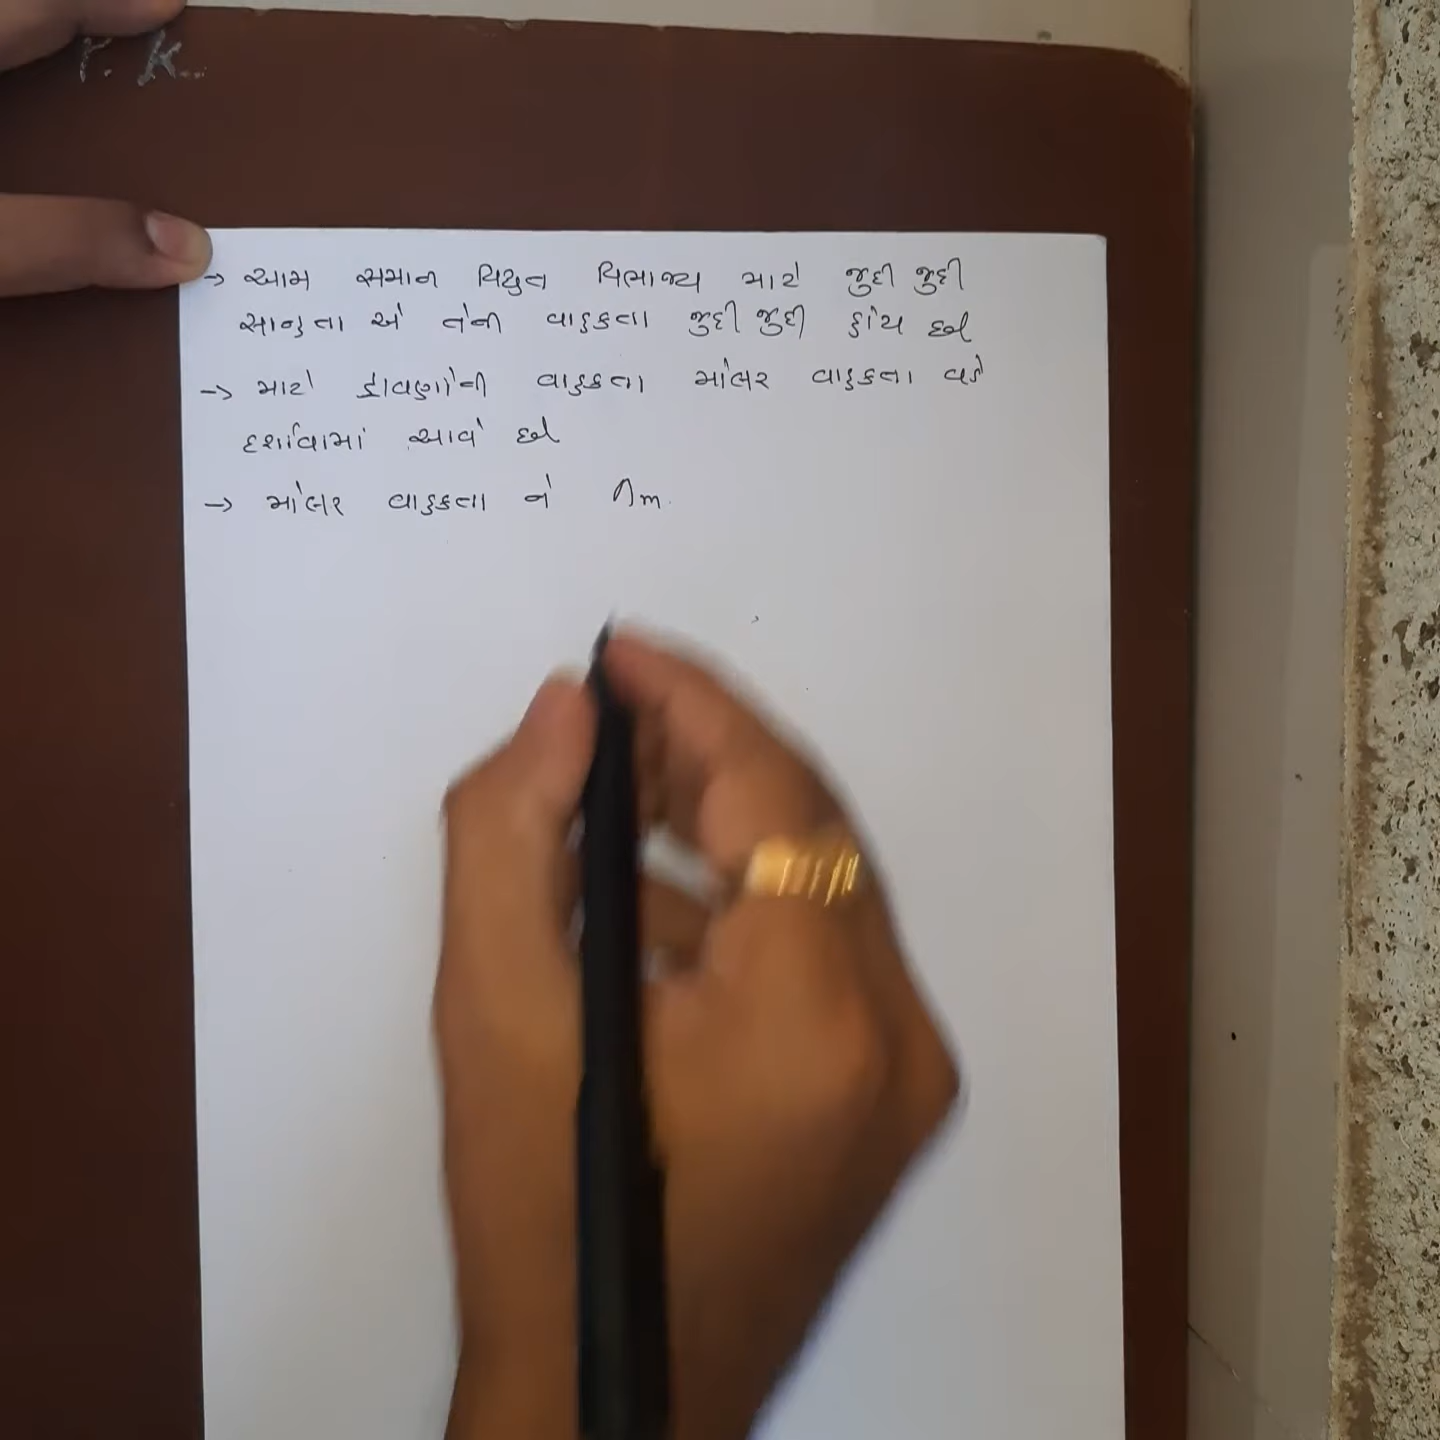 P. K.
→ આમ સમાન વિધુત વિભાજ્ય માટે જુદી જુદી
સાન્દ્રતા એ તેની વાહકતા જુદી જુદી હોય છે
→ માટે દ્રાવણોની વાહકતા મોલર વાહકતા વડે
દર્શાવવામાં આવે છે
→ મોલર વાહકતા ને Λm